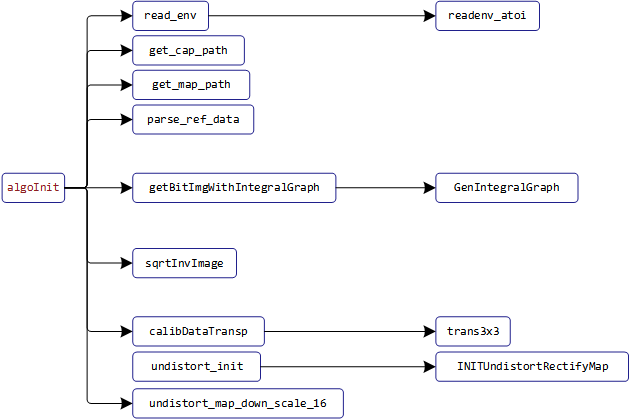 read_env
readenv_atoi
get_cap_path
get_map_path
parse_ref_data
algoInit
getBitImgWithIntegralGraph
GenIntegralGraph
sqrtInvImage
calibDataTransp
trans3x3
undistort_init
INITUndistortRectifyMap
undistort_map_down_scale_16